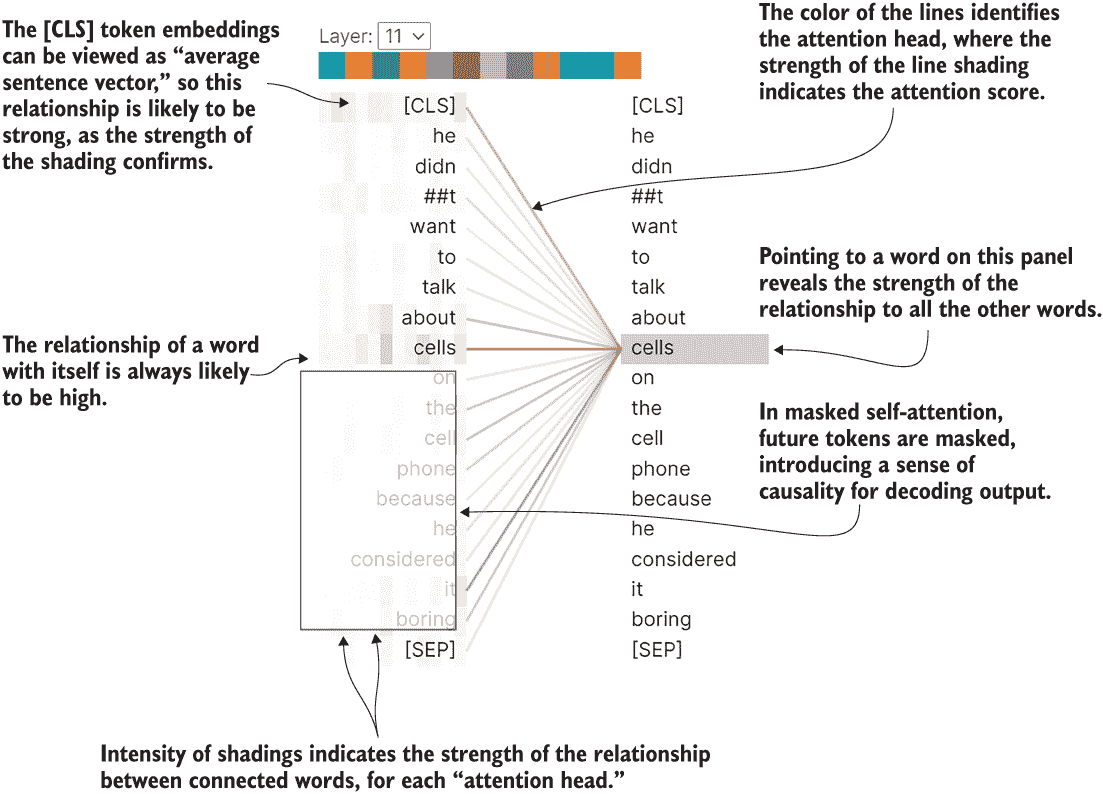 The [CLS] token embeddings
can be viewed as “average
sentence vector,” so this
relationship is likely to be
strong, as the strength of
the shading confirms.
Layer: 11
The color of the lines identifies
the attention head, where the
strength of the line shading
indicates the attention score.
[CLS] [CLS]
he he
didn didn
##t ##t
want want
to to
talk talk
about about
cells cells
on on
the the
cell cell
phone phone
because because
he he
considered considered
it it
boring boring
[SEP] [SEP]
Pointing to a word on this panel
reveals the strength of the
relationship to all the other words.
The relationship of a word
with itself is always likely
to be high.
In masked self-attention,
future tokens are masked,
introducing a sense of
causality for decoding output.
Intensity of shadings indicates the strength of the relationship
between connected words, for each “attention head.”